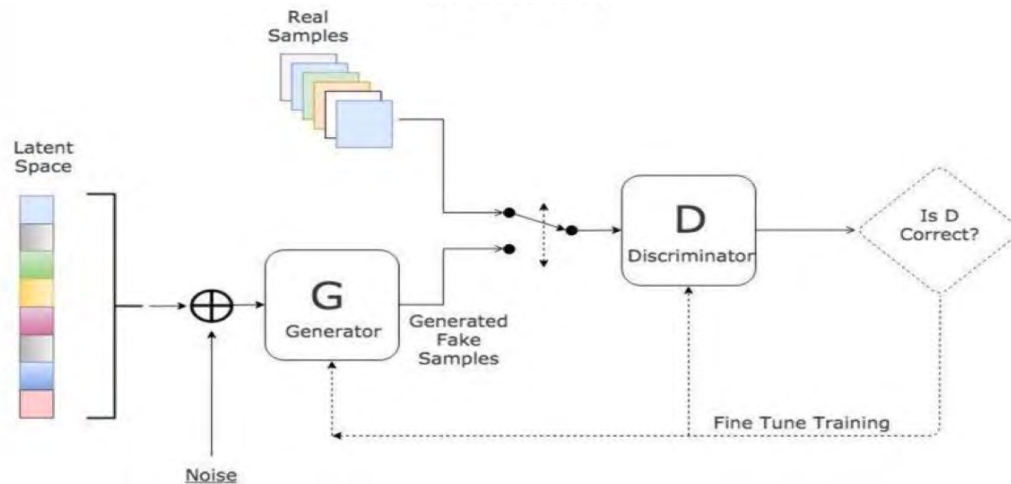 Real
Samples
Latent
Space
Is D
Correct?
D
Discriminator
G
Generator
Generated
Fake
Samples
Fine Tune Training
Noise